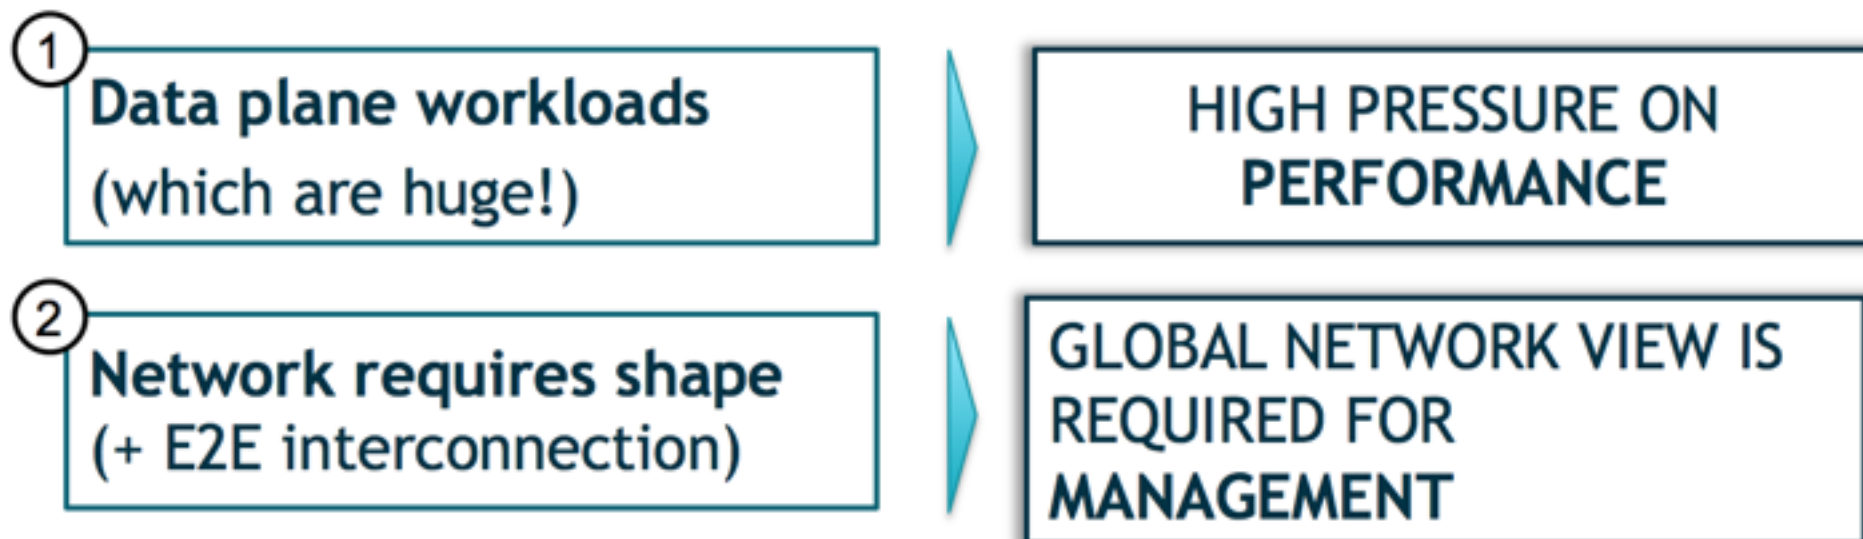 1
Data plane workloads
(which are huge!)
HIGH PRESSURE ON
PERFORMANCE
2
Network requires shape
(+ E2E interconnection)
GLOBAL NETWORK VIEW IS
REQUIRED FOR
MANAGEMENT